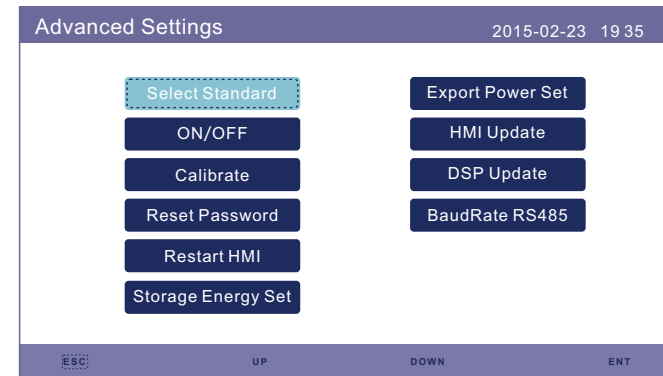 Advanced Settings 2015-02-23 19 35
Select Standard
ON/OFF
Calibrate
Reset Password
Restart HMI
Storage Energy Set
Export Power Set
HMI Update
DSP Update
BaudRate RS485
ESC UP DOWN ENT